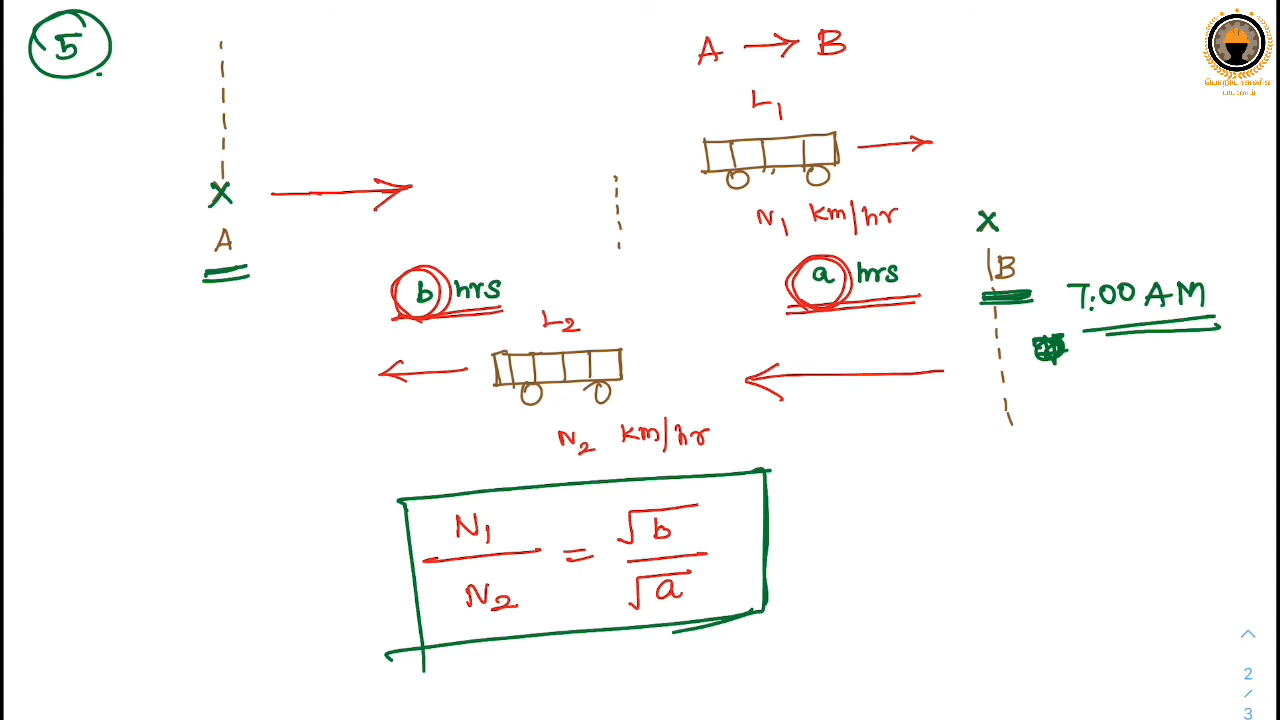 5
A → B
L1
N1 km/hr
X
A
X
B
b hrs
a hrs
7:00 AM
L2
N2 km/hr
N1 / N2 = √b / √a
2
/
3